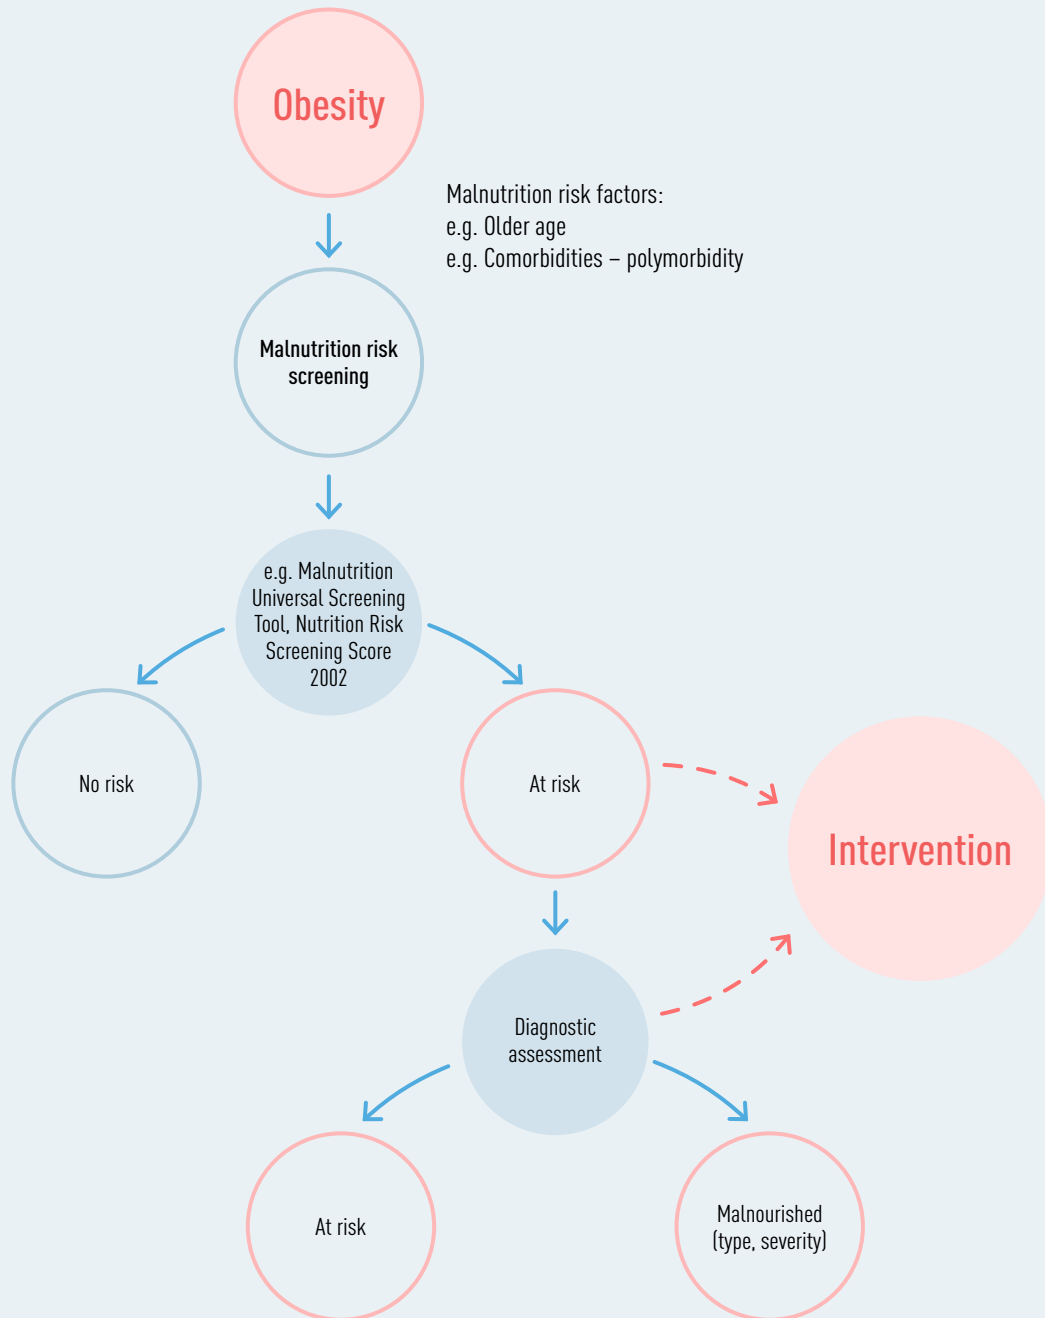 Obesity
Malnutrition risk factors:
e.g. Older age
e.g. Comorbidities – polymorbidity
Malnutrition risk
screening
e.g. Malnutrition
Universal Screening
Tool, Nutrition Risk
Screening Score
2002
No risk
At risk
Intervention
Diagnostic
assessment
At risk
Malnourished
(type, severity)